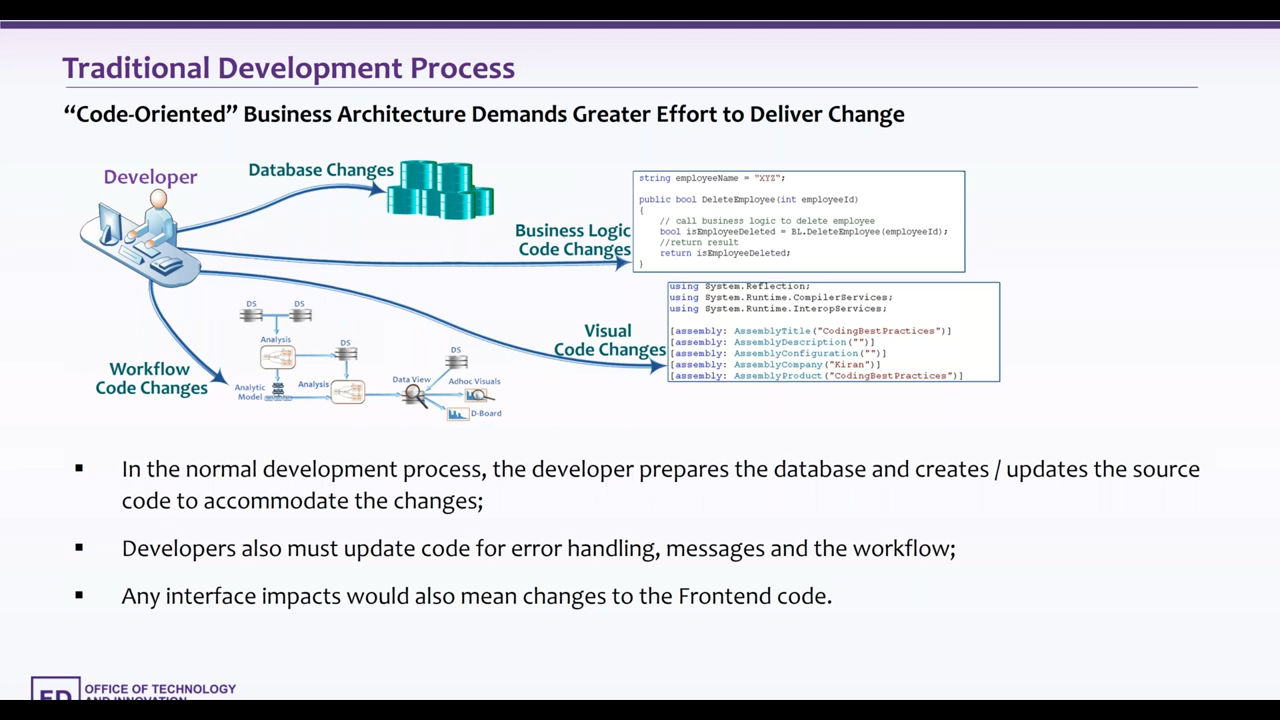 Traditional Development Process
“Code-Oriented” Business Architecture Demands Greater Effort to Deliver Change
Developer
Database Changes
Business Logic
Code Changes
string employeeName = "XYZ";
public bool DeleteEmployee(int employeeId)
{
// call business logic to delete employee
bool isEmployeeDeleted = BL.DeleteEmployee(employeeId);
//return result
return isEmployeeDeleted;
}
Visual
Code Changes
using System.Reflection;
using System.Runtime.CompilerServices;
using System.Runtime.InteropServices;
[assembly: AssemblyTitle("CodingBestPractices")]
[assembly: AssemblyDescription("")]
[assembly: AssemblyConfiguration("")]
[assembly: AssemblyCompany("Kiran")]
[assembly: AssemblyProduct("CodingBestPractices")]
Workflow
Code Changes
DS
DS
Analysis
DS
Analytic
Model
Analysis
Data View
DS
Adhoc Visuals
D-Board
▪ In the normal development process, the developer prepares the database and creates / updates the source
code to accommodate the changes;
▪ Developers also must update code for error handling, messages and the workflow;
▪ Any interface impacts would also mean changes to the Frontend code.
ED
OFFICE OF TECHNOLOGY
AND INNOVATION